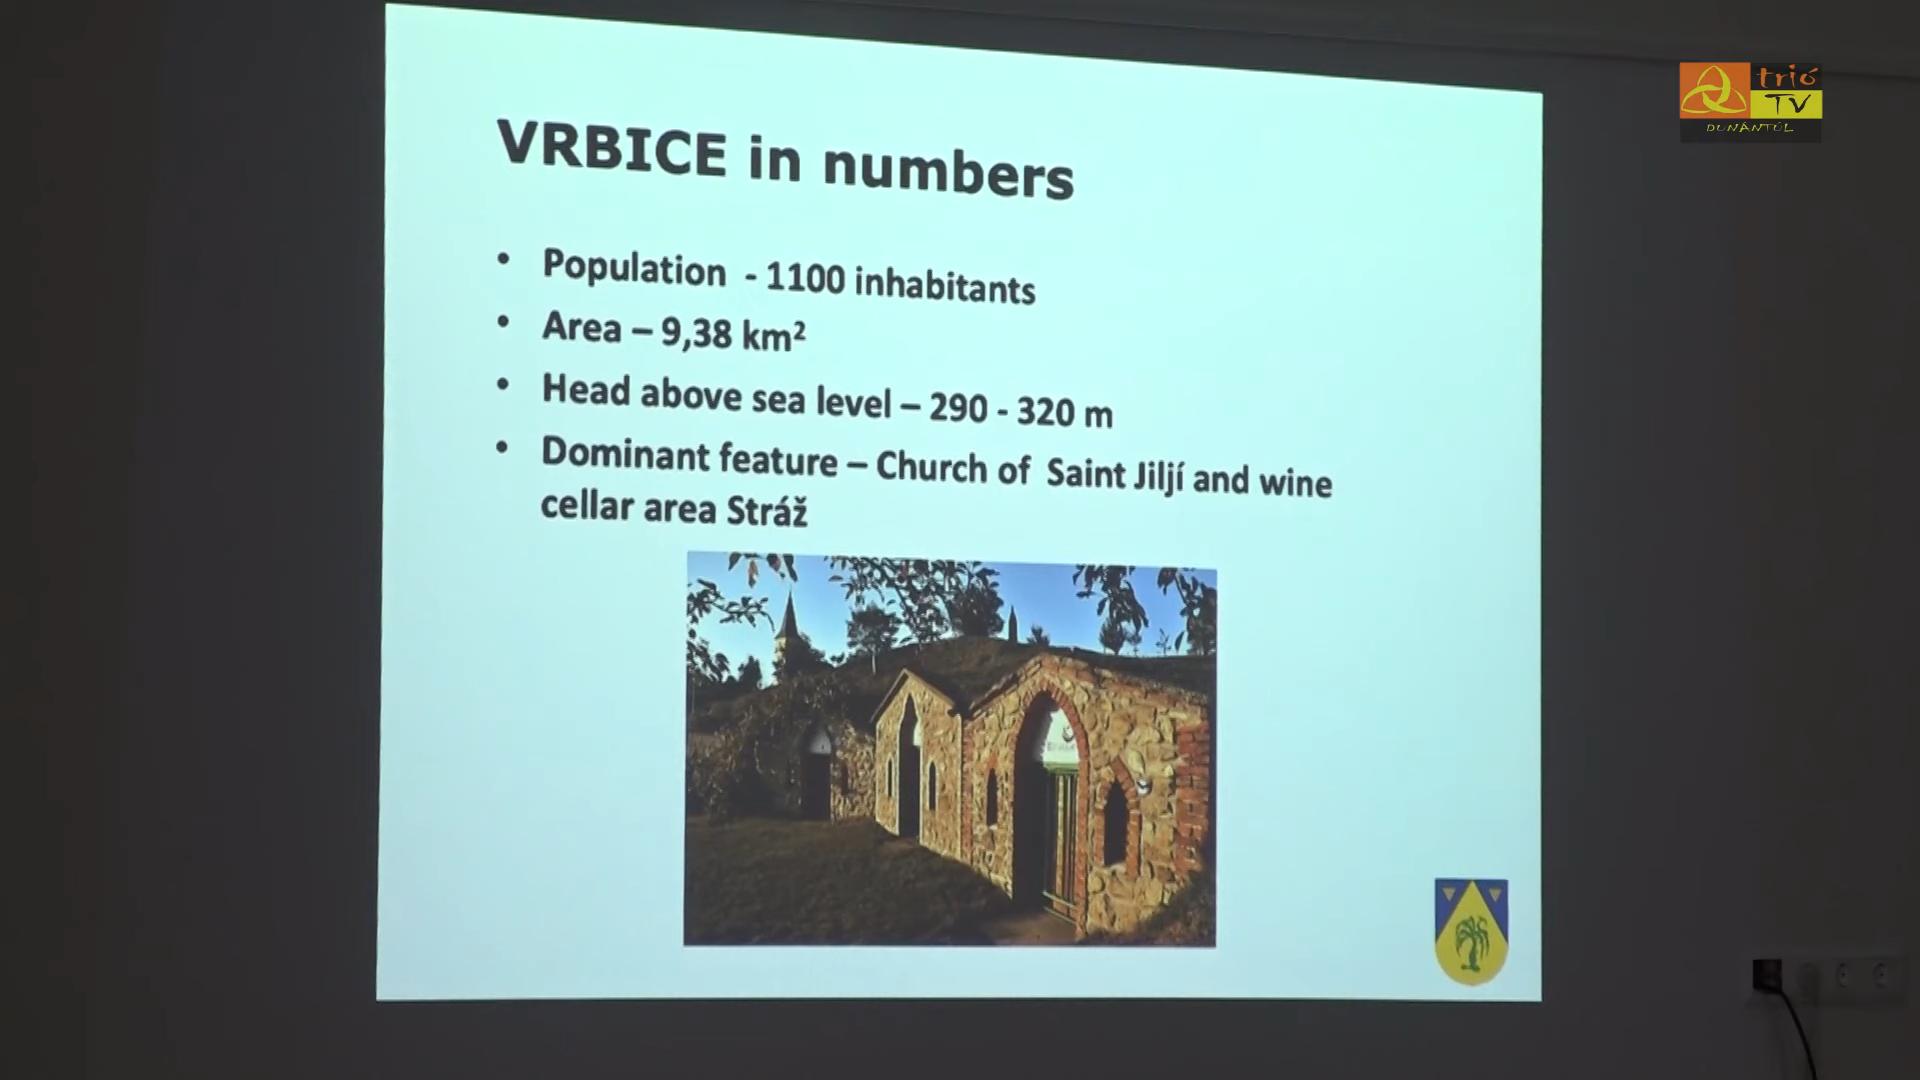 trió
TV
DUNÁNTÚL
VRBICE in numbers
• Population - 1100 inhabitants
• Area – 9,38 km²
• Head above sea level – 290 - 320 m
• Dominant feature – Church of Saint Jiljí and wine
cellar area Stráž